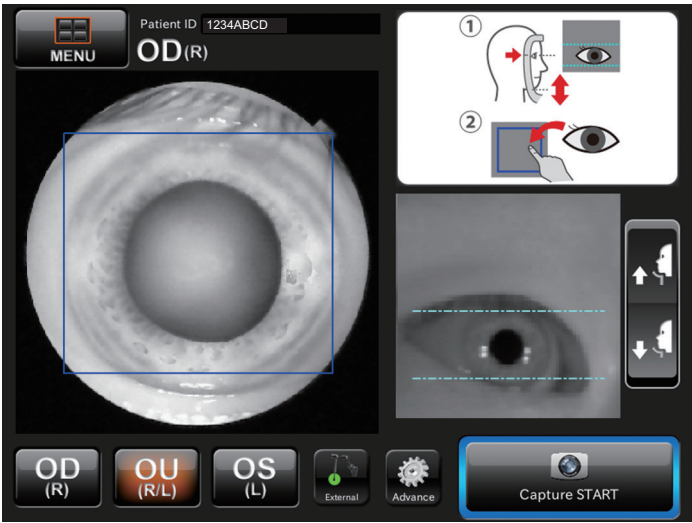 MENU
Patient ID 1234ABCD
OD(R)
①
②
OD
(R)
OU
(R/L)
OS
(L)
External
Advance
Capture START